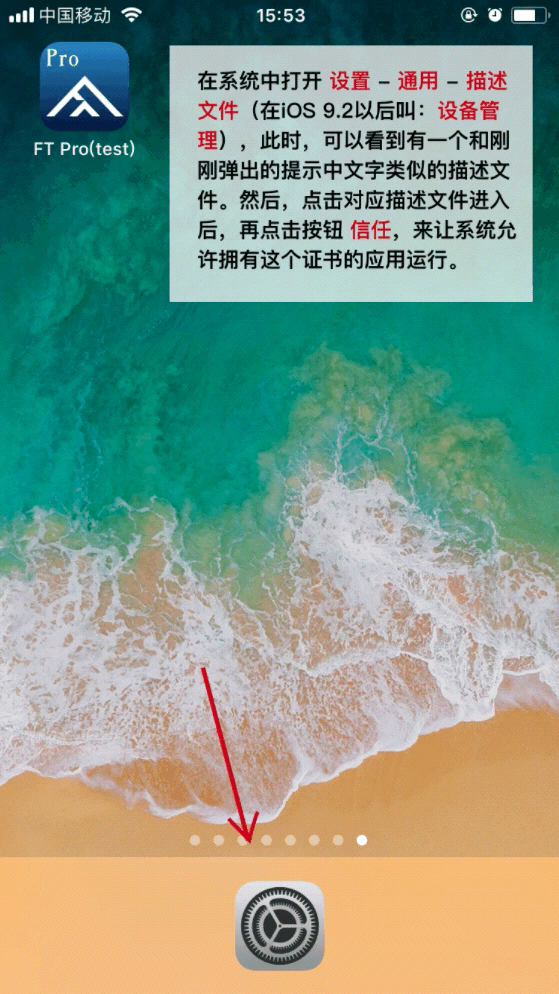 中国移动
15:53
Pro
FT Pro(test)
在系统中打开 设置 – 通用 – 描述
文件（在iOS 9.2以后叫：设备管
理），此时，可以看到有一个和刚
刚弹出的提示中文字类似的描述文
件。然后，点击对应描述文件进入
后，再点击按钮 信任，来让系统允
许拥有这个证书的应用运行。